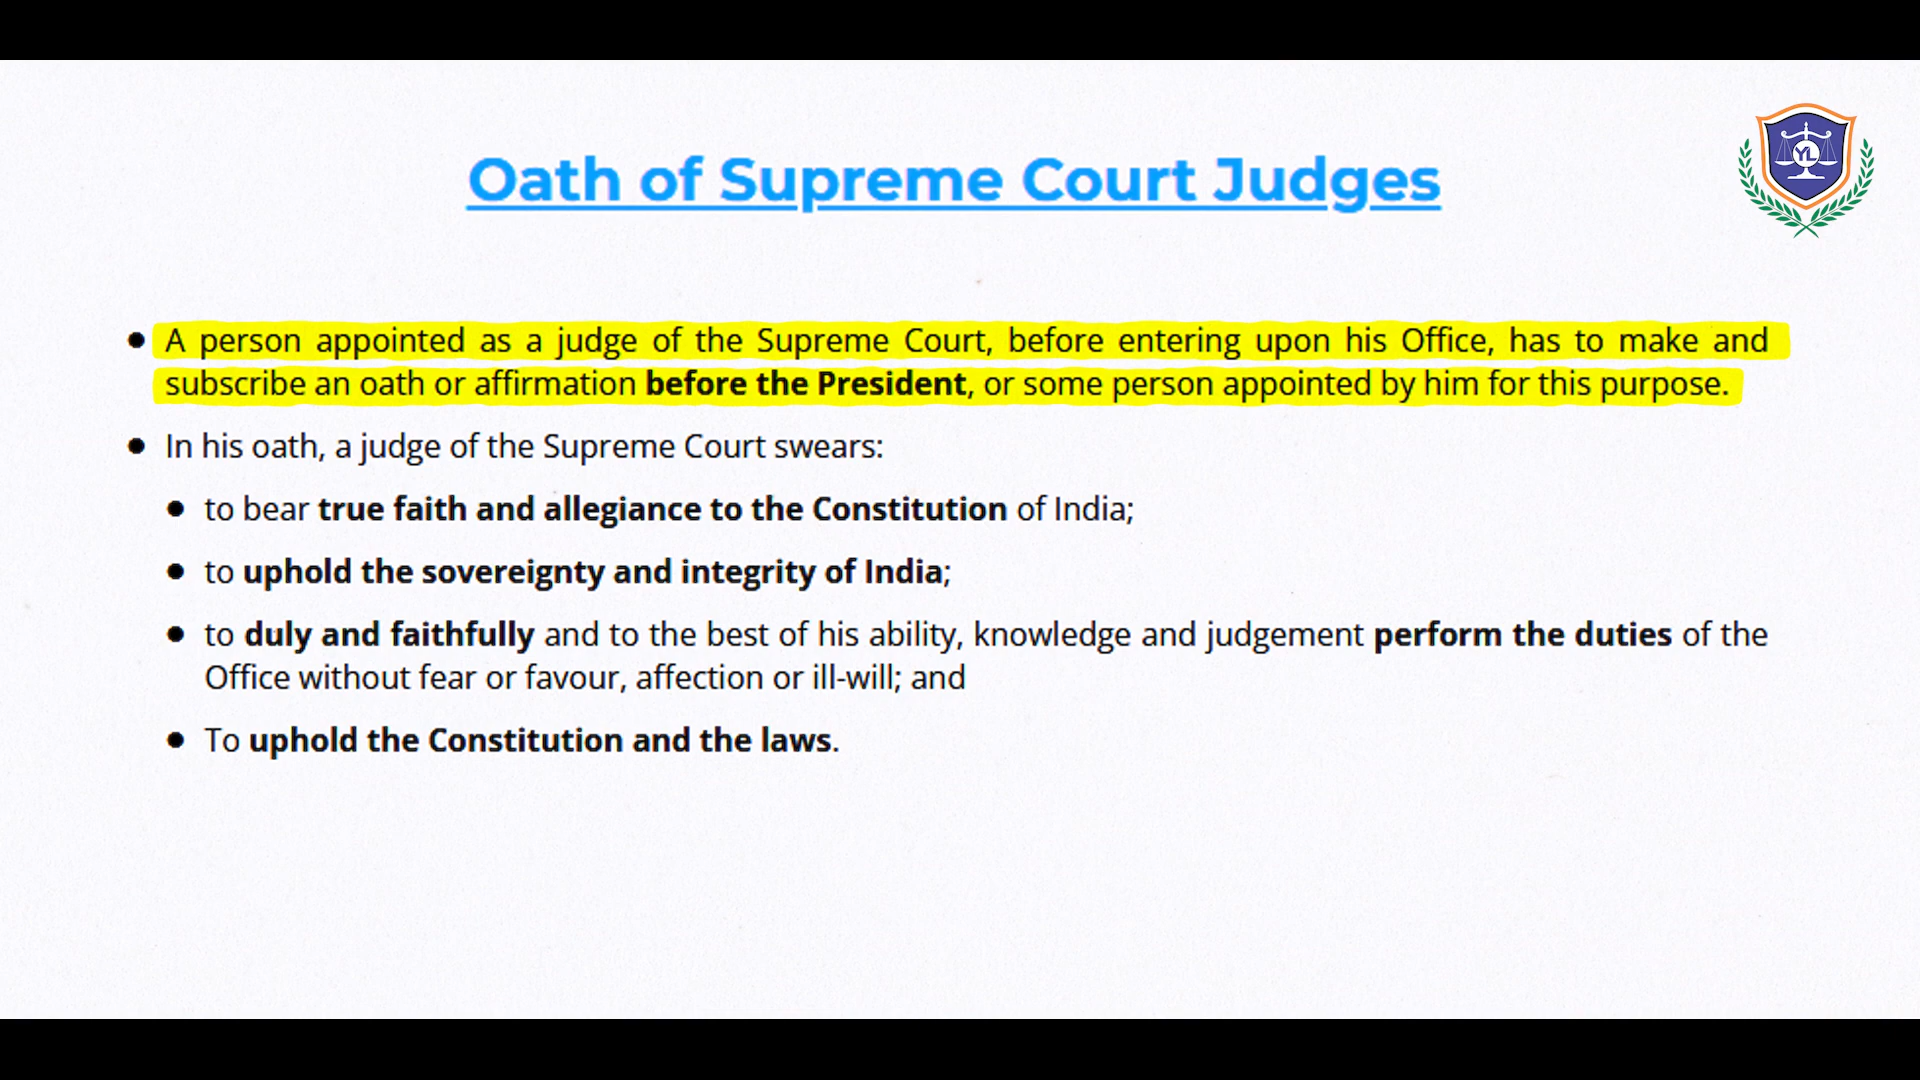 Oath of Supreme Court Judges
YL
● A person appointed as a judge of the Supreme Court, before entering upon his Office, has to make and
subscribe an oath or affirmation before the President, or some person appointed by him for this purpose.
● In his oath, a judge of the Supreme Court swears:
● to bear true faith and allegiance to the Constitution of India;
● to uphold the sovereignty and integrity of India;
● to duly and faithfully and to the best of his ability, knowledge and judgement perform the duties of the
Office without fear or favour, affection or ill-will; and
● To uphold the Constitution and the laws.